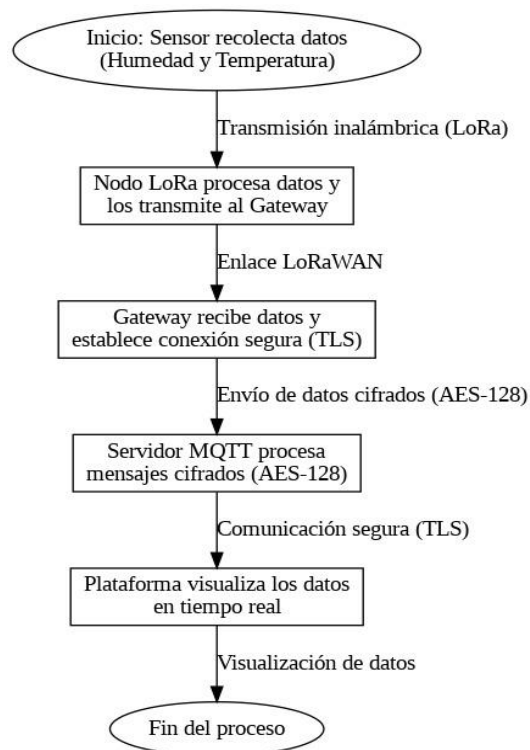 Inicio: Sensor recolecta datos
(Humedad y Temperatura)
Transmisión inalámbrica (LoRa)
Nodo LoRa procesa datos y
los transmite al Gateway
Enlace LoRaWAN
Gateway recibe datos y
establece conexión segura (TLS)
Envío de datos cifrados (AES-128)
Servidor MQTT procesa
mensajes cifrados (AES-128)
Comunicación segura (TLS)
Plataforma visualiza los datos
en tiempo real
Visualización de datos
Fin del proceso